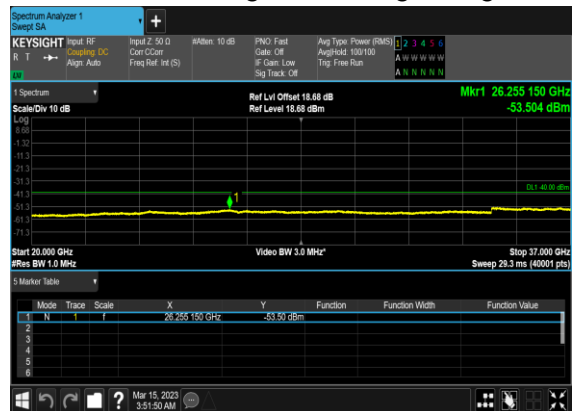 Spectrum Analyzer 1
Swept SA
+
KEYSIGHT Input: RF Input Z: 50 Ω #Atten: 10 dB PNO: Fast Avg Type: Power (RMS) 1 2 3 4 5 6
R T Coupling: DC Corr CCorr Gate: Off Avg|Hold: 100/100 A W W W W W
Align: Auto Freq Ref: Int (S) IF Gain: Low Trig: Free Run
Sig Track: Off A N N N N N
1 Spectrum Ref Lvl Offset 18.68 dB Mkr1 26.255 150 GHz
Scale/Div 10 dB Ref Level 18.68 dBm -53.504 dBm
Log
8.68
-1.32
-11.3
-21.3
-31.3
DL1 -40.00 dBm
-41.3
1
-51.3
-61.3
-71.3
Start 20.000 GHz Video BW 3.0 MHz* Stop 37.000 GHz
#Res BW 1.0 MHz Sweep 29.3 ms (40001 pts)
5 Marker Table
Mode Trace Scale X Y Function Function Width Function Value
1 N 1 f 26.255 150 GHz -53.50 dBm
2
3
4
5
6
? Mar 15, 2023
3:51:50 AM